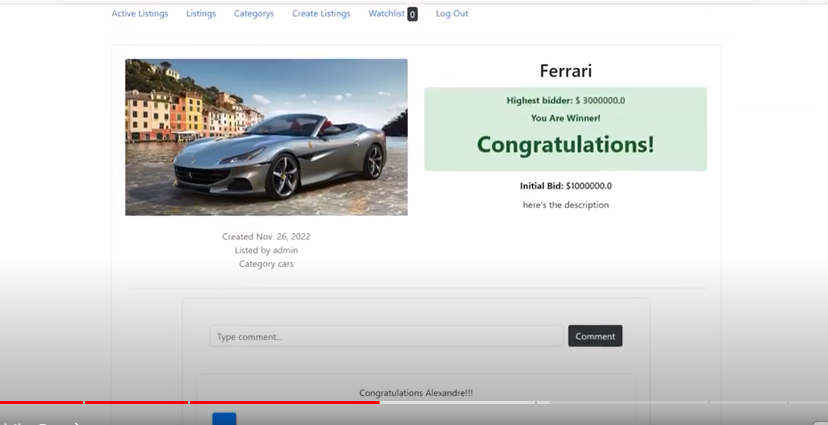 Active Listings Listings Categorys Create Listings Watchlist 0 Log Out
Ferrari
Highest bidder: $ 3000000.0
You Are Winner!
Congratulations!
Initial Bid: $1000000.0
here's the description
Created Nov. 26, 2022
Listed by admin
Category cars
Type comment...
Comment
Congratulations Alexandre!!!